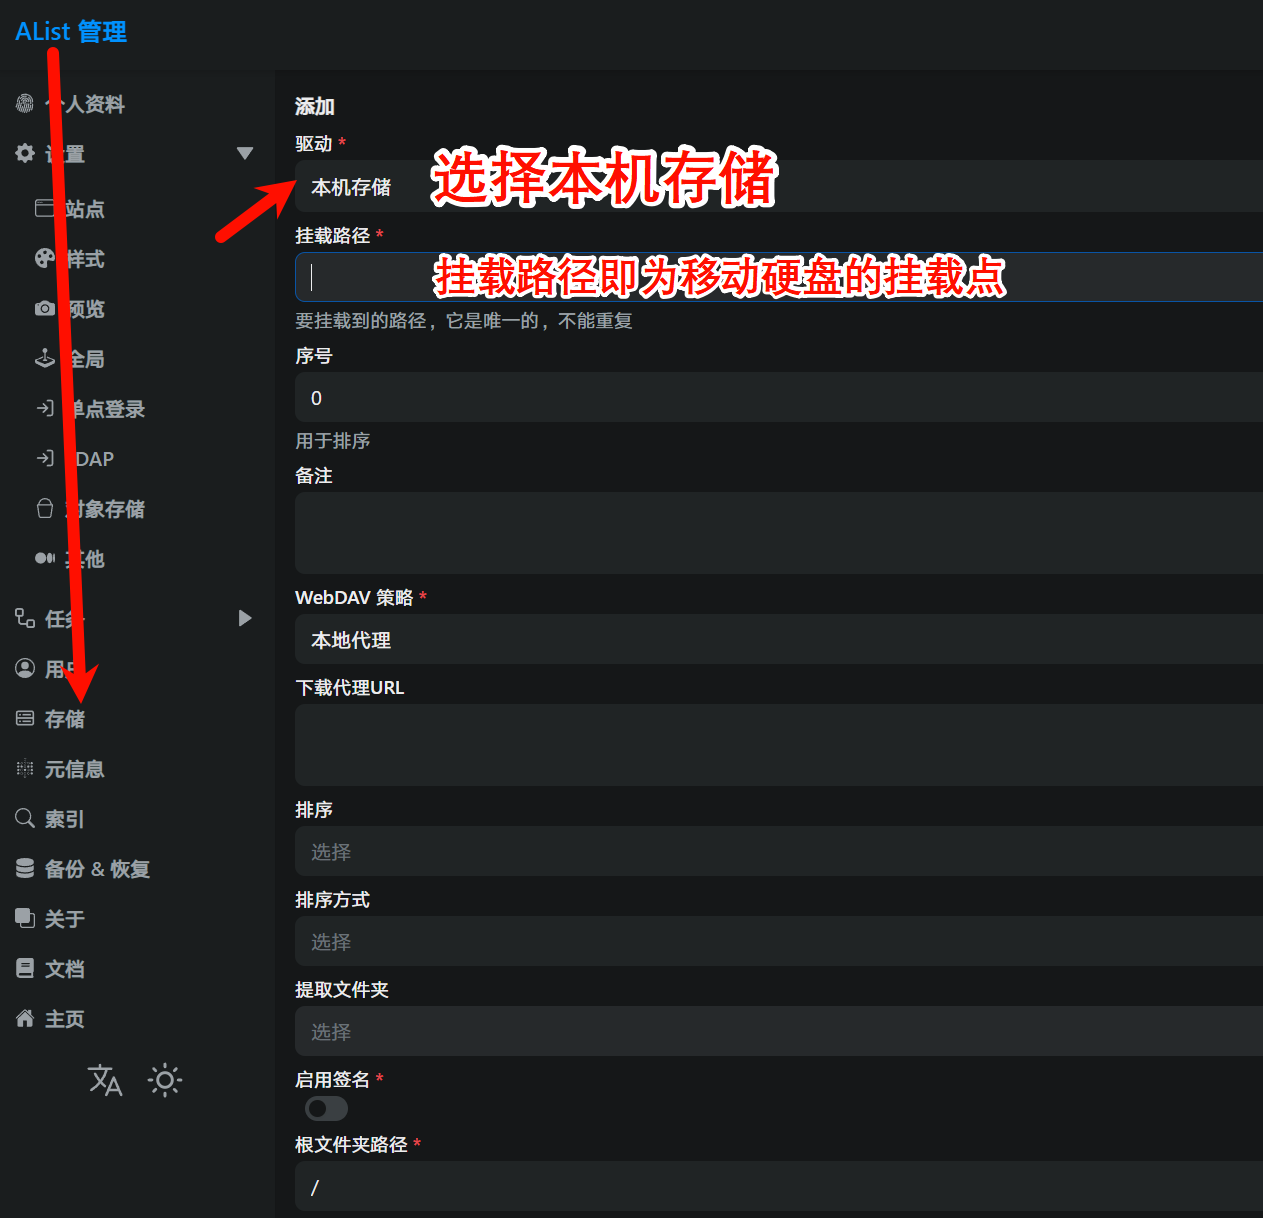 AList 管理
个人资料
设置
站点
样式
预览
全局
单点登录
LDAP
对象存储
其他
任务
用户
存储
元信息
索引
备份 & 恢复
关于
文档
主页
添加
驱动 *
本机存储
选择本机存储
挂载路径 *
挂载路径即为移动硬盘的挂载点
要挂载到的路径，它是唯一的，不能重复
序号
0
用于排序
备注
WebDAV 策略 *
本地代理
下载代理URL
排序
选择
排序方式
选择
提取文件夹
选择
启用签名 *
根文件夹路径 *
/